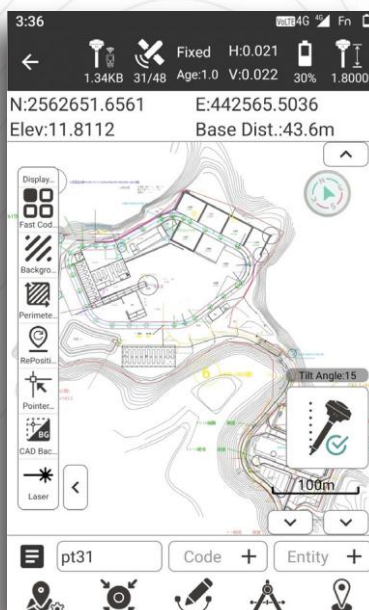 3:36
VoLTE 4G 4G Fn
Fixed H:0.021
1.34KB 31/48 Age:1.0 V:0.022 30% 1.8000
N:2562651.6561 E:442565.5036
Elev:11.8112 Base Dist.:43.6m
Display...
Fast Cod...
Backgro...
Perimete...
RePositi...
Pointer...
BG
CAD Bac...
Laser
Tilt Angle:15
100m
pt31 Code + Entity +